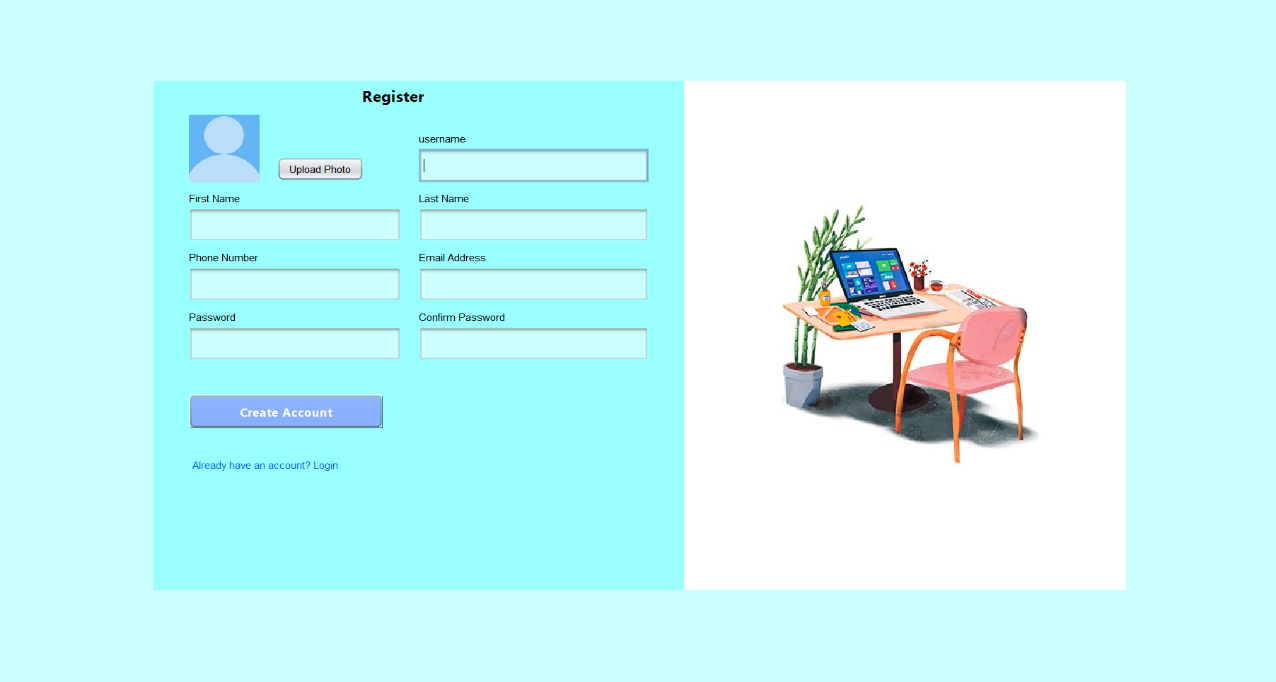 Register
username
Upload Photo
First Name
Last Name
Phone Number
Email Address
Password
Confirm Password
Create Account
Already have an account? Login